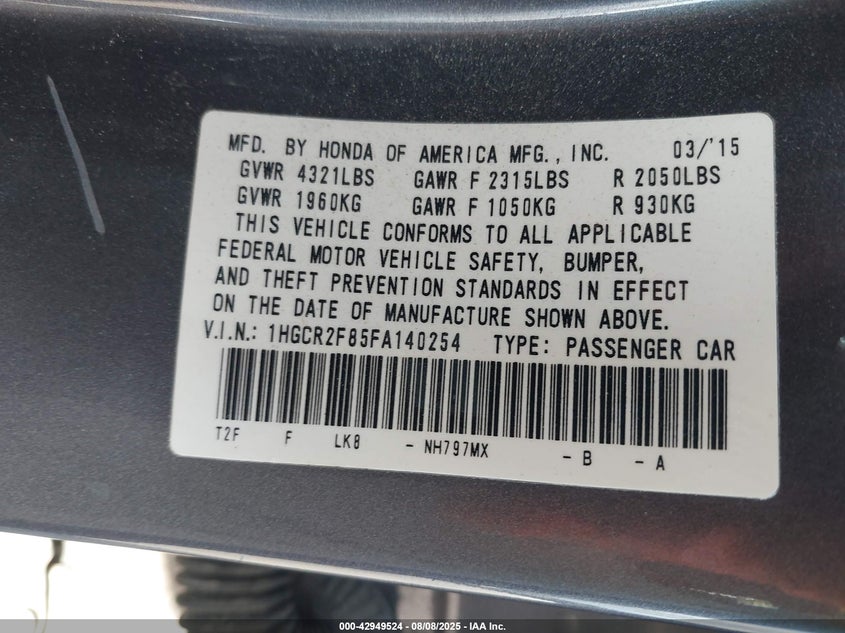 MFD. BY HONDA OF AMERICA MFG., INC. 03/'15
GVWR 4321LBS GAWR F 2315LBS R 2050LBS
GVWR 1960KG GAWR F 1050KG R 930KG
THIS VEHICLE CONFORMS TO ALL APPLICABLE
FEDERAL MOTOR VEHICLE SAFETY, BUMPER,
AND THEFT PREVENTION STANDARDS IN EFFECT
ON THE DATE OF MANUFACTURE SHOWN ABOVE.
V.I.N.: 1HGCR2F85FA140254 TYPE: PASSENGER CAR
T2F F LK8 - NH797MX - B - A
000-42949524 - 08/08/2025 - IAA Inc.